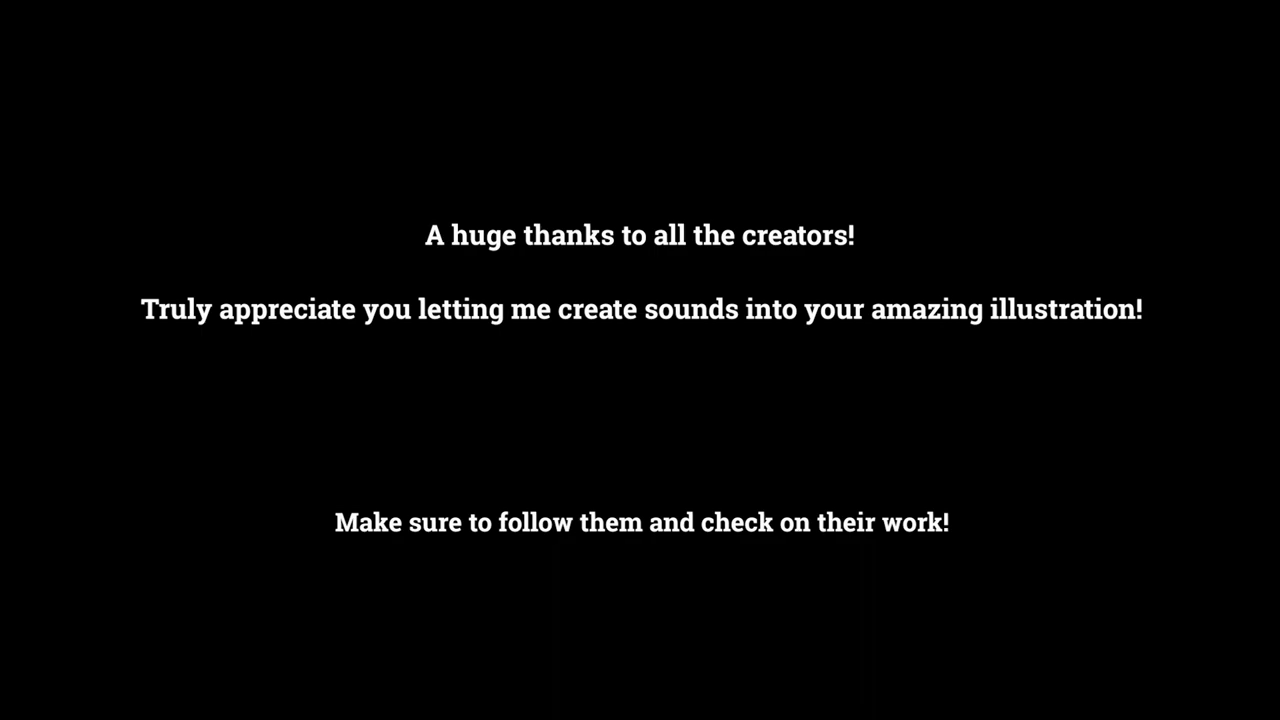 A huge thanks to all the creators!
Truly appreciate you letting me create sounds into your amazing illustration!
Make sure to follow them and check on their work!